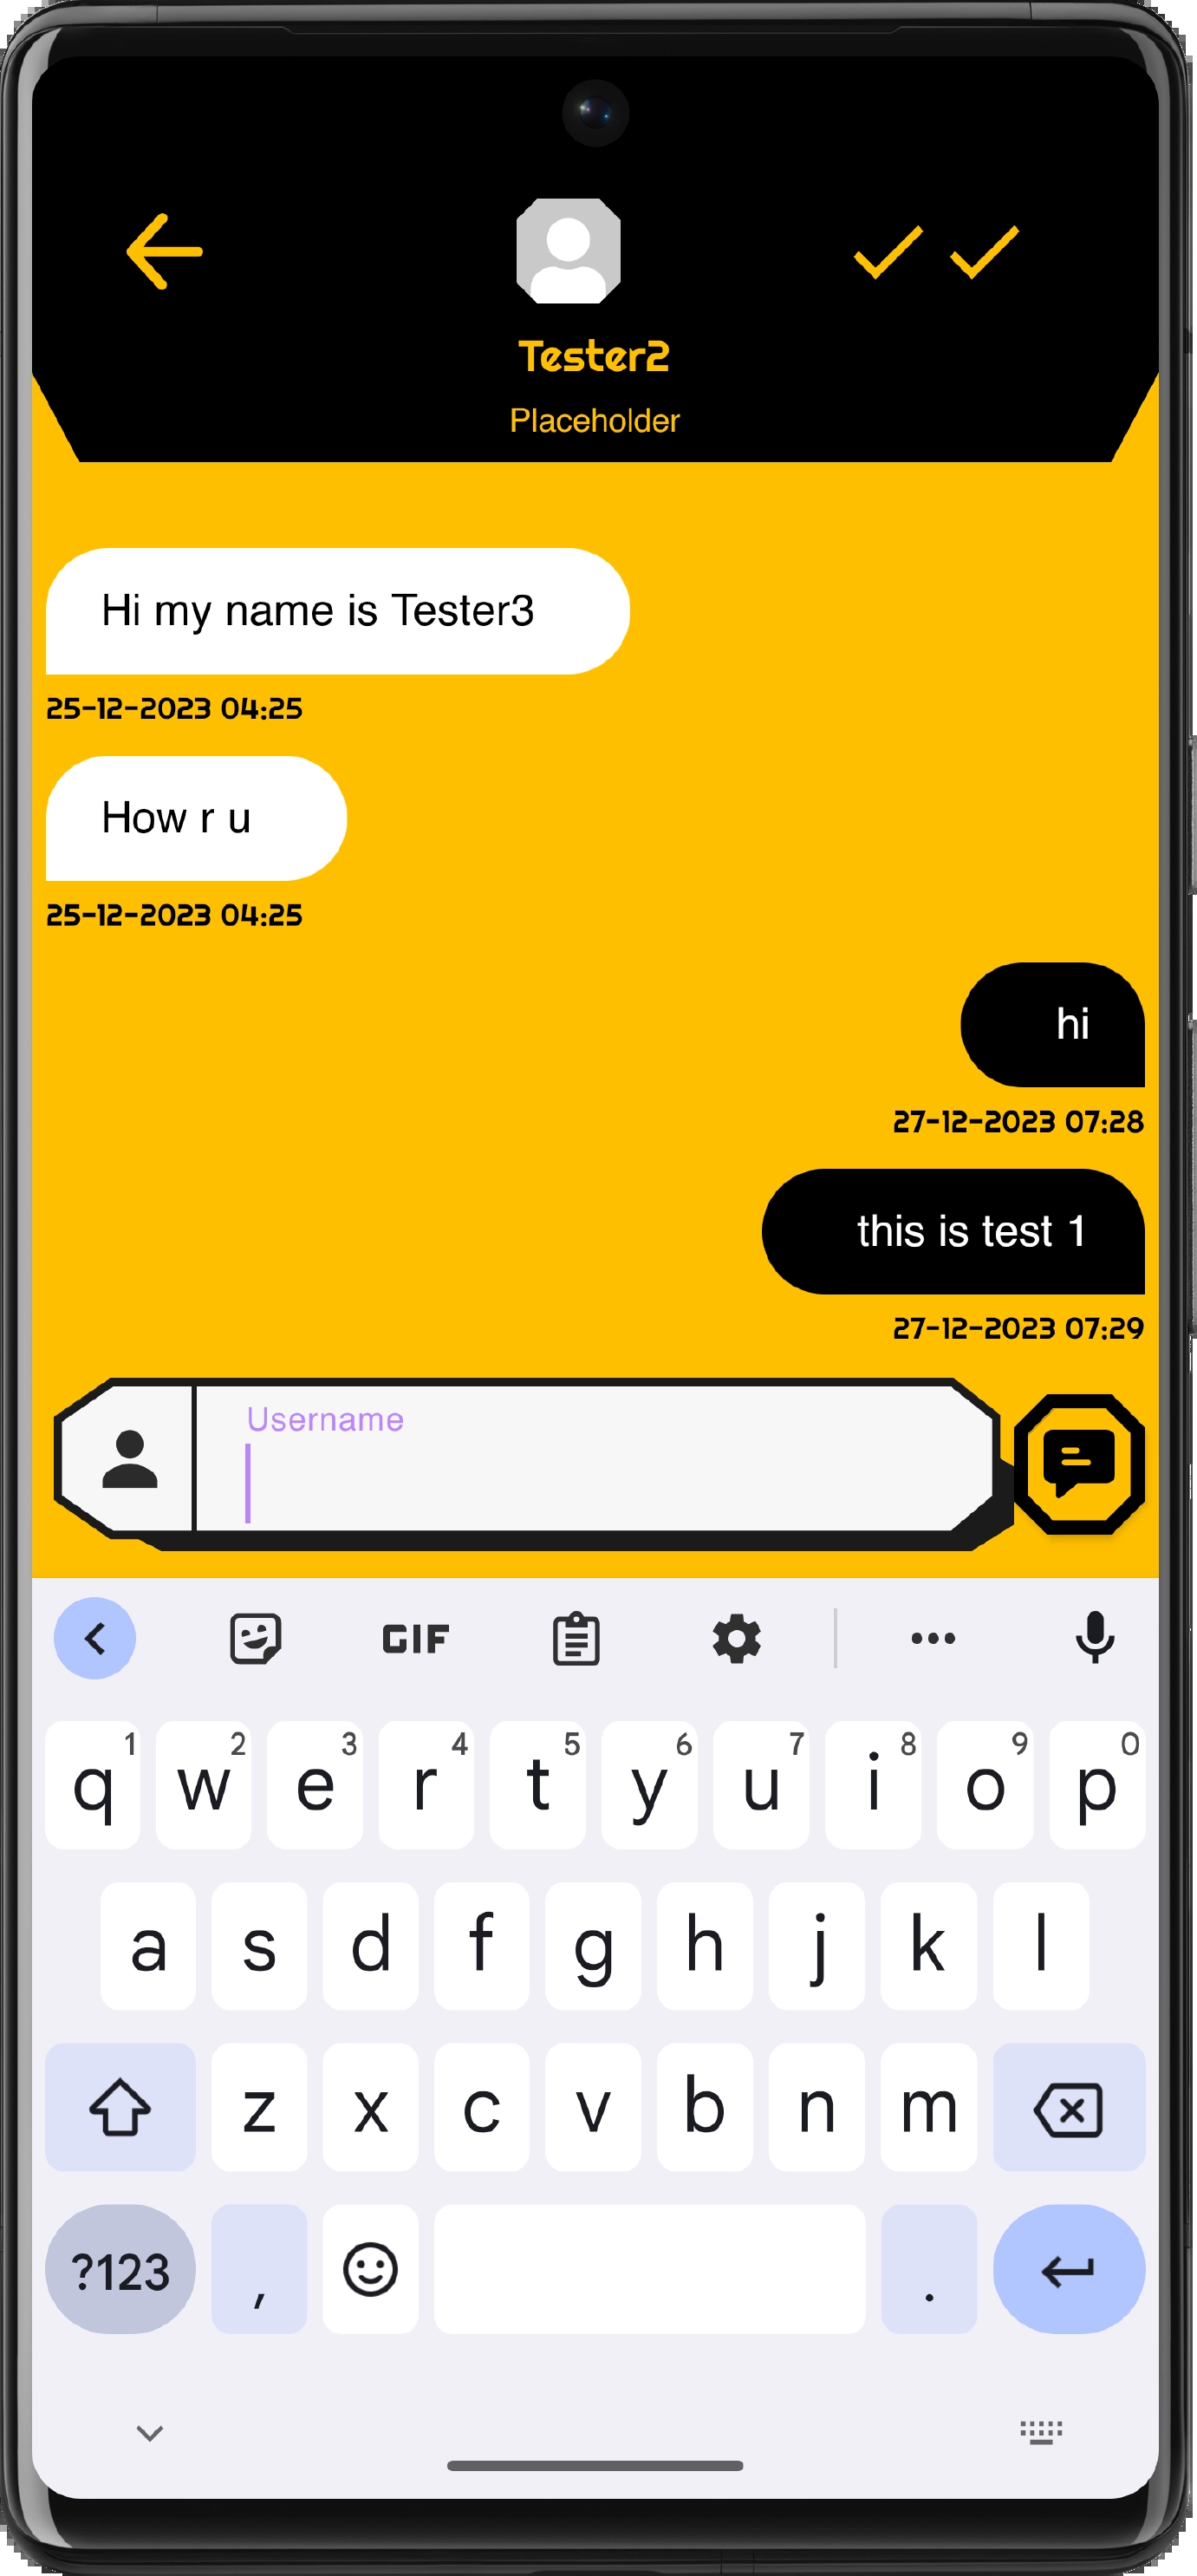 Tester2
Placeholder
Hi my name is Tester3
25-12-2023 04:25
How r u
25-12-2023 04:25
hi
27-12-2023 07:28
this is test 1
27-12-2023 07:29
Username
GIF
1 2 3 4 5 6 7 8 9 0
q w e r t y u i o p
a s d f g h j k l
z x c v b n m
?123 , .